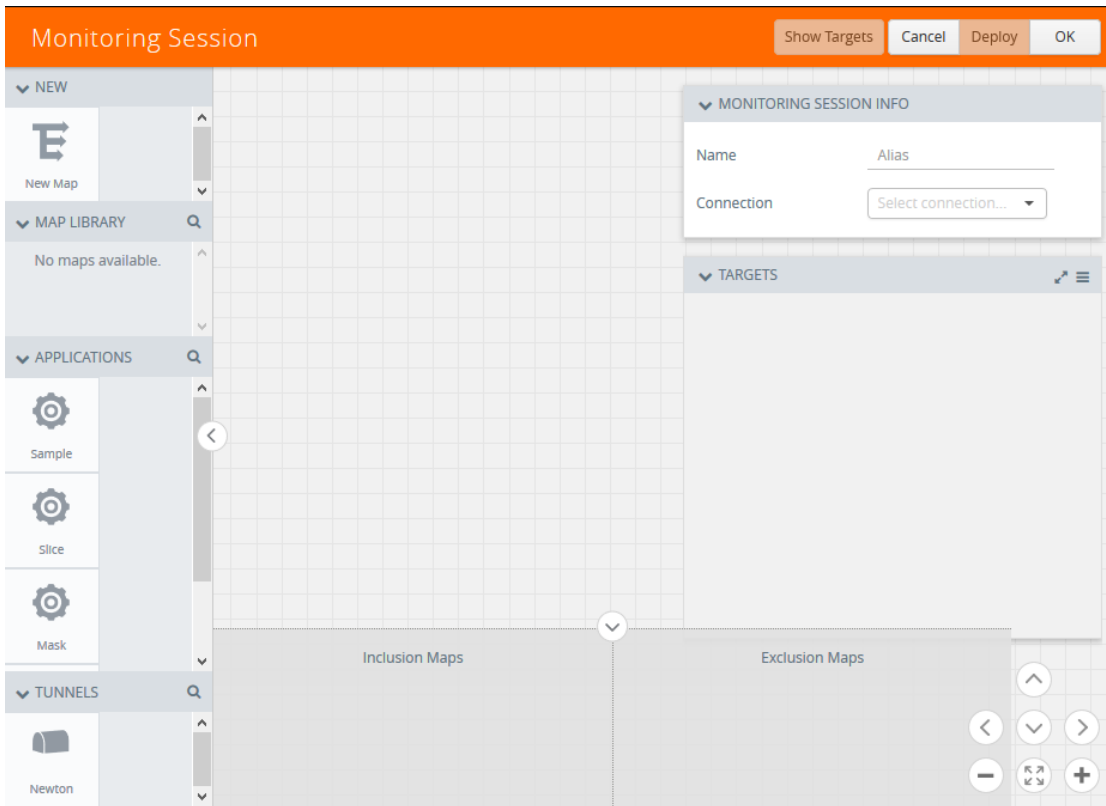 Monitoring Session
Show Targets
Cancel
Deploy
OK
NEW
New Map
MAP LIBRARY
No maps available.
APPLICATIONS
Sample
Slice
Mask
TUNNELS
Newton
MONITORING SESSION INFO
Name
Alias
Connection
Select connection...
TARGETS
Inclusion Maps
Exclusion Maps